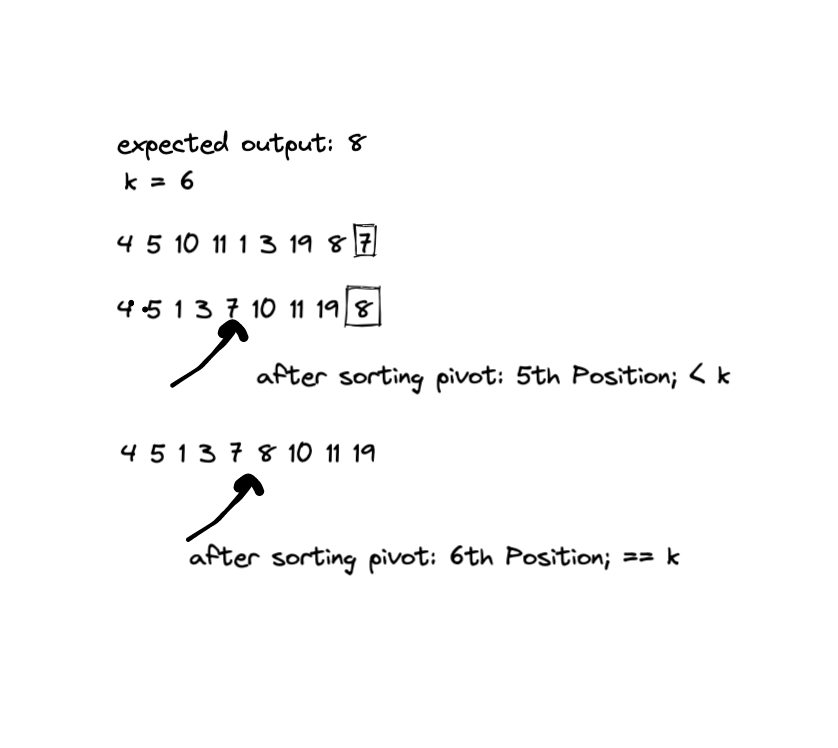 expected output: 8
k = 6
4 5 10 11 1 3 19 8 7
4 5 1 3 7 10 11 19 8
after sorting pivot: 5th Position; < k
4 5 1 3 7 8 10 11 19
after sorting pivot: 6th Position; == k